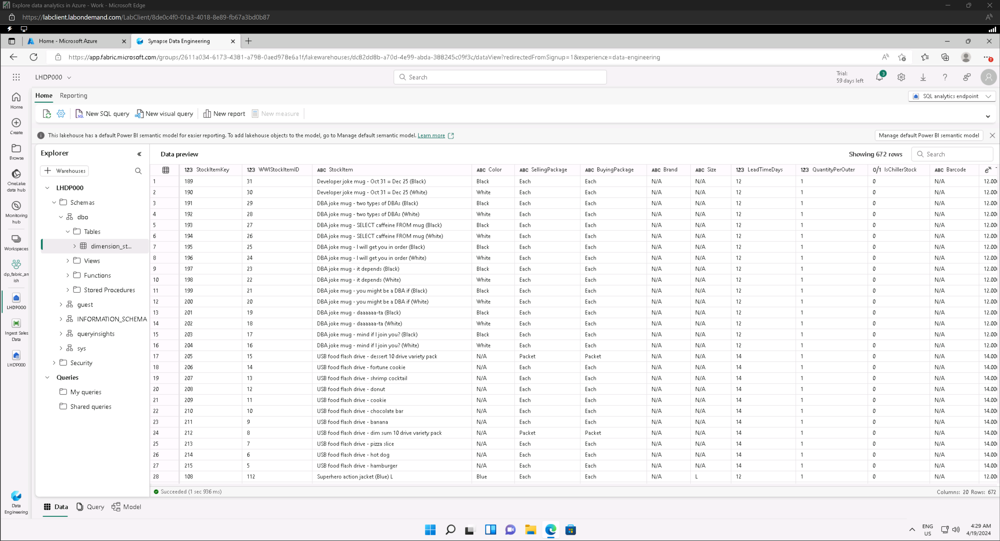 Explore data analytics in Azure - Work - Microsoft Edge
https://labclient.labondemand.com/LabClient/8de0c4f0-01a3-4018-8e89-fb67a3bd0b87
Home - Microsoft Azure
Synapse Data Engineering
https://app.fabric.microsoft.com/groups/2611a034-6173-4381-a798-0aed978e6a1f/lakewarehouses/dc82dd8b-a70d-4e99-abda-388245c09f3c/dataView?redirectedFromSignup=1&experience=data-engineering
LHDP000
Search
Trial:
59 days left
3
Home Reporting
SQL analytics endpoint
New SQL query New visual query New report New measure
This lakehouse has a default Power BI semantic model for easier reporting. To add lakehouse objects to the model, go to Manage default semantic model. Learn more
Manage default Power BI semantic model
Home
Create
Browse
OneLake
data hub
Monitoring
hub
Workspaces
dp_fabric_an
ish
LHDP000
Ingest Sales
Data
LHDP000
Data
Engineering
Explorer
Warehouses
LHDP000
Schemas
dbo
Tables
dimension_st...
Views
Functions
Stored Procedures
guest
INFORMATION_SCHEMA
queryinsights
sys
Security
Queries
My queries
Shared queries
Data preview
Showing 672 rows
Search
123 StockItemKey 123 WWIStockItemID ABC StockItem ABC Color ABC SellingPackage ABC BuyingPackage ABC Brand ABC Size 123 LeadTimeDays 123 QuantityPerOuter 0/1 IsChillerStock ABC Barcode
1 189 31 Developer joke mug - Oct 31 = Dec 25 (Black) Black Each Each N/A N/A 12 1 0 N/A 12.00
2 190 30 Developer joke mug - Oct 31 = Dec 25 (White) White Each Each N/A N/A 12 1 0 N/A 12.00
3 191 29 DBA joke mug - two types of DBAs (Black) Black Each Each N/A N/A 12 1 0 N/A 12.00
4 192 28 DBA joke mug - two types of DBAs (White) White Each Each N/A N/A 12 1 0 N/A 12.00
5 193 27 DBA joke mug - SELECT caffeine FROM mug (Black) Black Each Each N/A N/A 12 1 0 N/A 12.00
6 194 26 DBA joke mug - SELECT caffeine FROM mug (White) White Each Each N/A N/A 12 1 0 N/A 12.00
7 195 25 DBA joke mug - I will get you in order (Black) Black Each Each N/A N/A 12 1 0 N/A 12.00
8 196 24 DBA joke mug - I will get you in order (White) White Each Each N/A N/A 12 1 0 N/A 12.00
9 197 23 DBA joke mug - it depends (Black) Black Each Each N/A N/A 12 1 0 N/A 12.00
10 198 22 DBA joke mug - it depends (White) White Each Each N/A N/A 12 1 0 N/A 12.00
11 199 21 DBA joke mug - you might be a DBA if (Black) Black Each Each N/A N/A 12 1 0 N/A 12.00
12 200 20 DBA joke mug - you might be a DBA if (White) White Each Each N/A N/A 12 1 0 N/A 12.00
13 201 19 DBA joke mug - daaaaaa-ta (Black) Black Each Each N/A N/A 12 1 0 N/A 12.00
14 202 18 DBA joke mug - daaaaaa-ta (White) White Each Each N/A N/A 12 1 0 N/A 12.00
15 203 17 DBA joke mug - mind if I join you? (Black) Black Each Each N/A N/A 12 1 0 N/A 12.00
16 204 16 DBA joke mug - mind if I join you? (White) White Each Each N/A N/A 12 1 0 N/A 12.00
17 205 15 USB food flash drive - dessert 10 drive variety pack N/A Packet Packet N/A N/A 14 1 0 N/A 14.00
18 206 14 USB food flash drive - fortune cookie N/A Each Each N/A N/A 14 1 0 N/A 14.00
19 207 13 USB food flash drive - shrimp cocktail N/A Each Each N/A N/A 14 1 0 N/A 14.00
20 208 12 USB food flash drive - donut N/A Each Each N/A N/A 14 1 0 N/A 14.00
21 209 11 USB food flash drive - cookie N/A Each Each N/A N/A 14 1 0 N/A 14.00
22 210 10 USB food flash drive - chocolate bar N/A Each Each N/A N/A 14 1 0 N/A 14.00
23 211 9 USB food flash drive - banana N/A Each Each N/A N/A 14 1 0 N/A 14.00
24 212 8 USB food flash drive - dim sum 10 drive variety pack N/A Packet Packet N/A N/A 14 1 0 N/A 14.00
25 213 7 USB food flash drive - pizza slice N/A Each Each N/A N/A 14 1 0 N/A 14.00
26 214 6 USB food flash drive - hot dog N/A Each Each N/A N/A 14 1 0 N/A 14.00
27 215 5 USB food flash drive - hamburger N/A Each Each N/A N/A 14 1 0 N/A 14.00
28 108 112 Superhero action jacket (Blue) L Blue Each Each N/A L 12 1 0 N/A 12.00
Succeeded (1 sec 936 ms)
Columns: 20 Rows: 672
Data Query Model
ENG
US
4:29 AM
4/19/2024